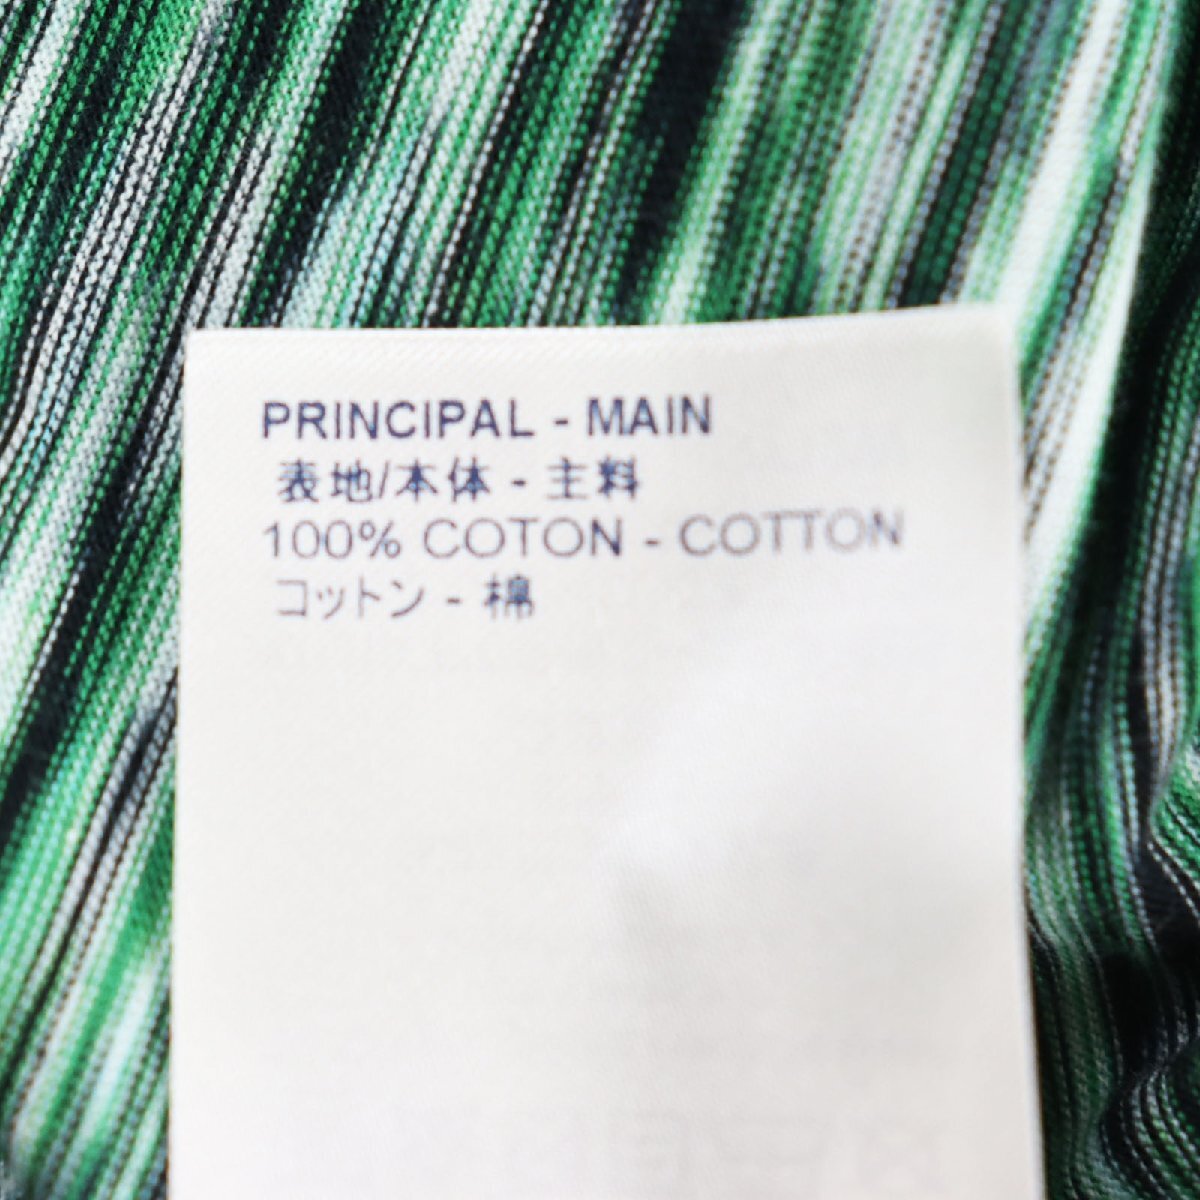 PRINCIPAL - MAIN
表地/本体 - 主料
100% COTON - COTTON
コットン - 棉